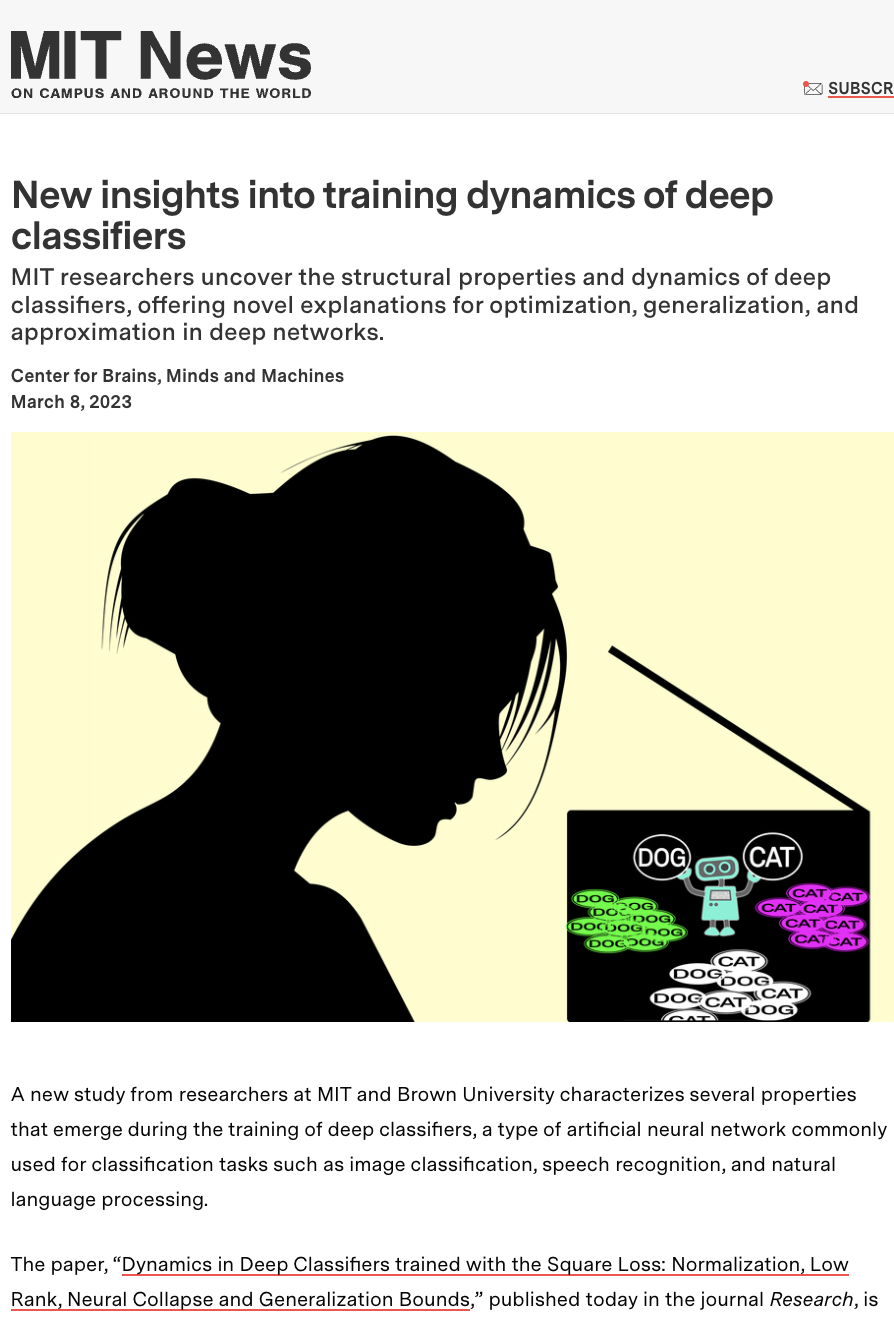 MIT News
ON CAMPUS AND AROUND THE WORLD
SUBSCR
New insights into training dynamics of deep
classifiers
MIT researchers uncover the structural properties and dynamics of deep
classifiers, offering novel explanations for optimization, generalization, and
approximation in deep networks.
Center for Brains, Minds and Machines
March 8, 2023
DOG CAT
DOG
DOG
DOG
DOG
DOG
DOG
DOG
DOG
DOG
CAT
CAT
CAT
CAT
CAT
CAT
CAT
CAT
CAT
DOG
DOG
CAT
DOG
CAT
DOG
CAT
A new study from researchers at MIT and Brown University characterizes several properties
that emerge during the training of deep classifiers, a type of artificial neural network commonly
used for classification tasks such as image classification, speech recognition, and natural
language processing.
The paper, “Dynamics in Deep Classifiers trained with the Square Loss: Normalization, Low
Rank, Neural Collapse and Generalization Bounds,” published today in the journal Research, is